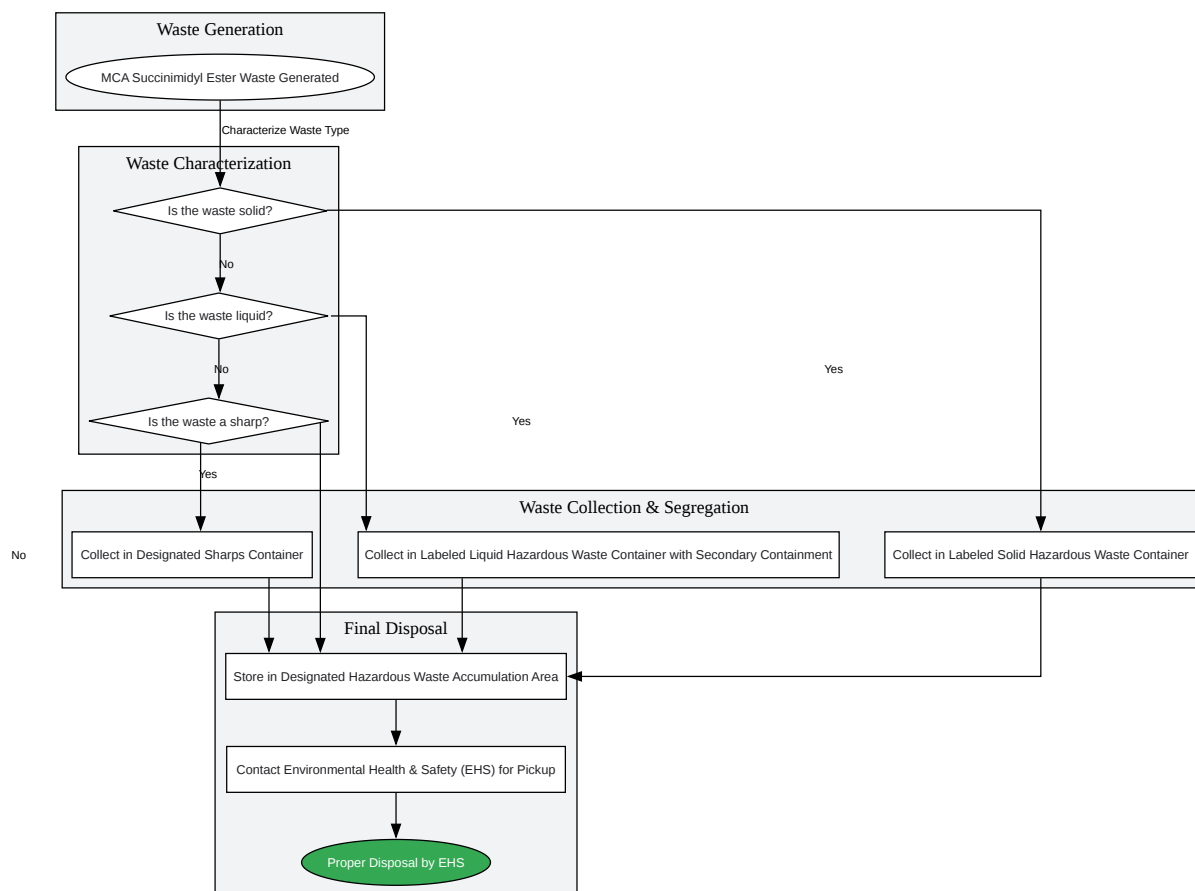 Waste Generation
MCA Succinimidyl Ester Waste Generated
Characterize Waste Type
Waste Characterization
Is the waste solid?
No
Is the waste liquid?
No
Yes
Is the waste a sharp?
Yes
Yes
Waste Collection & Segregation
No
Collect in Designated Sharps Container
Collect in Labeled Liquid Hazardous Waste Container with Secondary Containment
Collect in Labeled Solid Hazardous Waste Container
Final Disposal
Store in Designated Hazardous Waste Accumulation Area
Contact Environmental Health & Safety (EHS) for Pickup
Proper Disposal by EHS